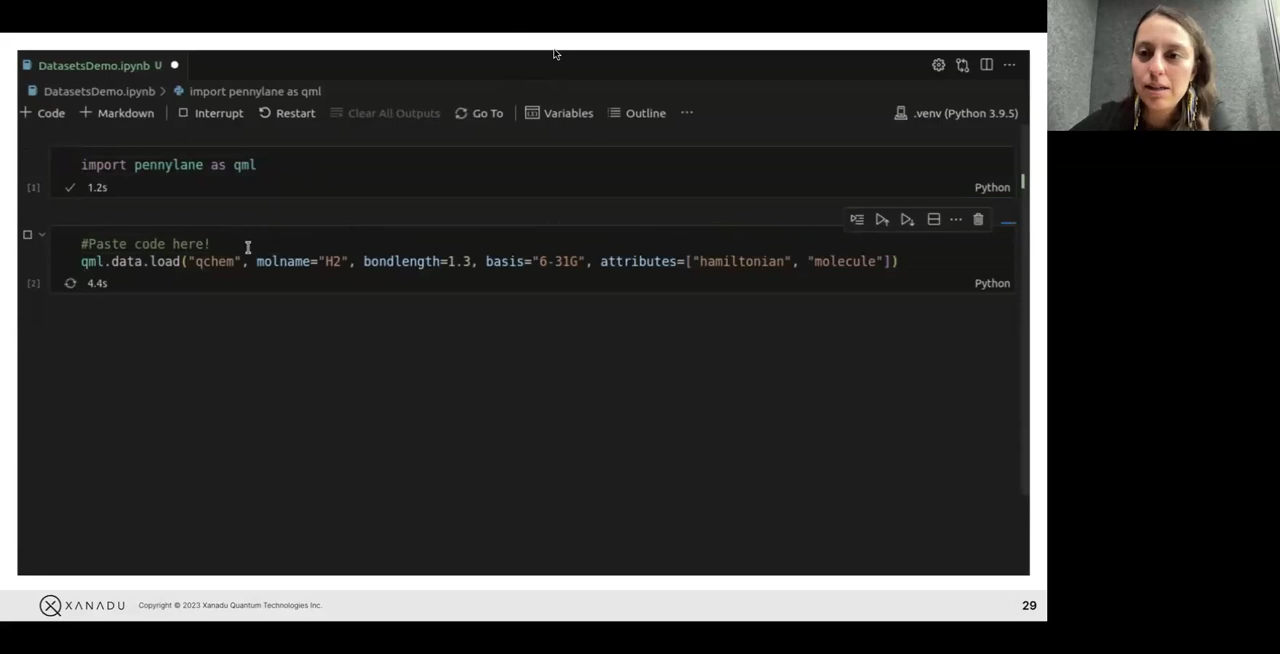 DatasetsDemo.ipynb U
DatasetsDemo.ipynb > import pennylane as qml
+ Code + Markdown Interrupt Restart Clear All Outputs Go To Variables Outline ... .venv (Python 3.9.5)
import pennylane as qml
[1] 1.2s Python
#Paste code here!
qml.data.load("qchem", molname="H2", bondlength=1.3, basis="6-31G", attributes=["hamiltonian", "molecule"])
[2] 4.4s Python
XANADU Copyright © 2023 Xanadu Quantum Technologies Inc. 29